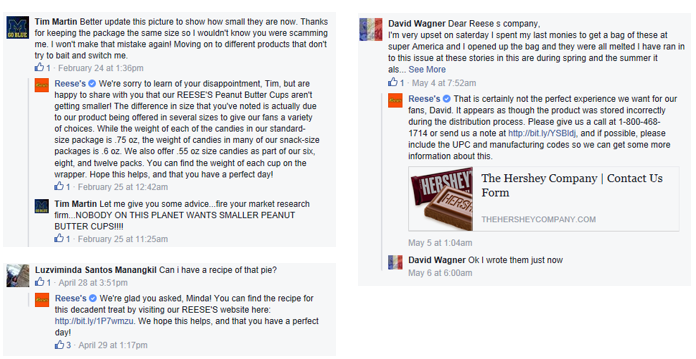 Tim Martin Better update this picture to show how small they are now. Thanks
for keeping the package the same size so I wouldn't know you were scamming
me. I won't make that mistake again! Moving on to different products that don't
try to bait and switch me.
1 · February 24 at 1:36pm
Reese's We're sorry to learn of your disappointment, Tim, but are
happy to share with you that our REESE'S Peanut Butter Cups aren't
getting smaller! The difference in size that you've noted is actually due
to our product being offered in several sizes to give our fans a variety
of choices. While the weight of each of the candies in our standard-
size package is .75 oz, the weight of candies in many of our snack-size
packages is .6 oz. We also offer .55 oz size candies as part of our six,
eight, and twelve packs. You can find the weight of each cup on the
wrapper. Hope this helps, and that you have a perfect day!
1 · February 25 at 12:42am
Tim Martin Let me give you some advice...fire your market research
firm...NOBODY ON THIS PLANET WANTS SMALLER PEANUT
BUTTER CUPS!!!!
1 · February 25 at 11:25am
Luzviminda Santos Manangkil Can i have a recipe of that pie?
1 · April 28 at 3:51pm
Reese's We're glad you asked, Minda! You can find the recipe for
this decadent treat by visiting our REESE'S website here:
http://bit.ly/1P7wmzu. We hope this helps, and that you have a perfect
day!
3 · April 29 at 1:17pm
David Wagner Dear Reese s company,
I'm very upset on saterday I spent my last monies to get a bag of these at
super America and I opened up the bag and they were all melted I have ran in
to this issue at these stories in this are during spring and the summer it
als... See More
1 · May 4 at 7:52am
Reese's That is certainly not the perfect experience we want for our
fans, David. It appears as though the product was stored incorrectly
during the distribution process. Please give us a call at 1-800-468-
1714 or send us a note at http://bit.ly/YSBldj, and if possible, please
include the UPC and manufacturing codes so we can get some more
information about this.
HERSHEY
The Hershey Company | Contact Us
Form
THEHERSHEYCOMPANY.COM
May 5 at 1:04am
David Wagner Ok I wrote them just now
May 6 at 6:00am